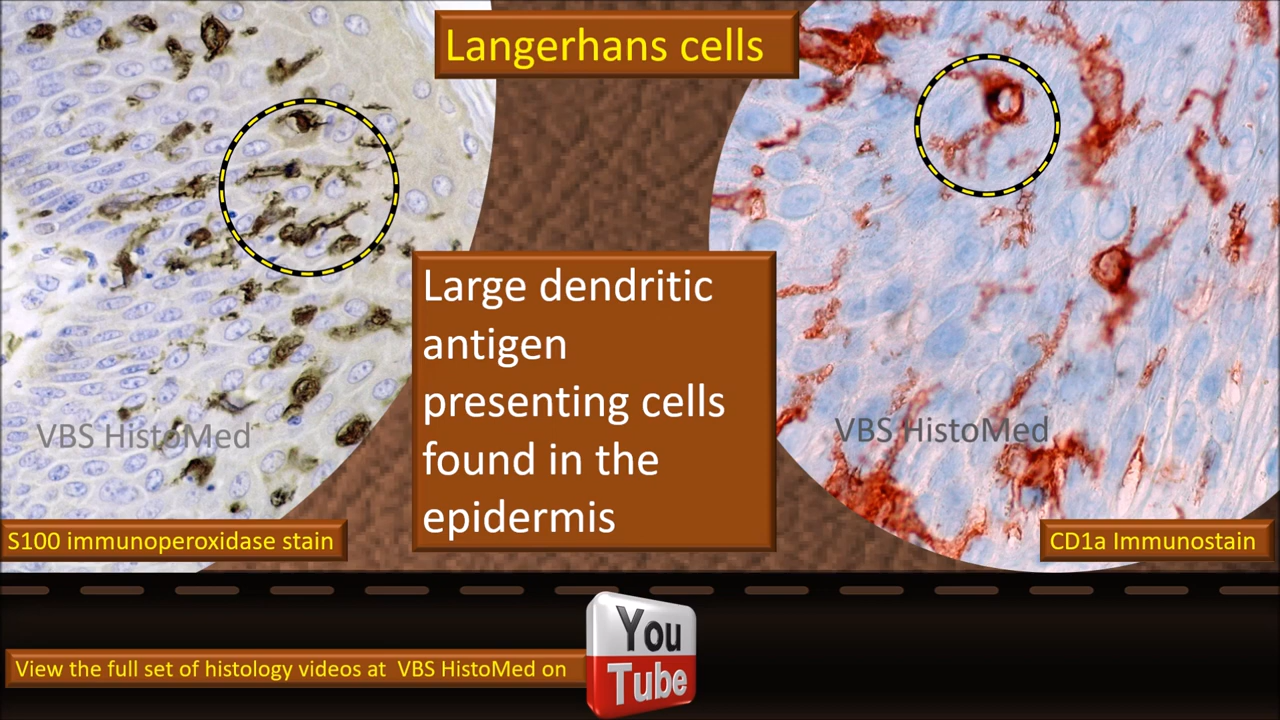 Langerhans cells
Large dendritic
antigen
presenting cells
found in the
epidermis
VBS HistoMed
VBS HistoMed
S100 immunoperoxidase stain
CD1a Immunostain
View the full set of histology videos at  VBS HistoMed on
You
Tube